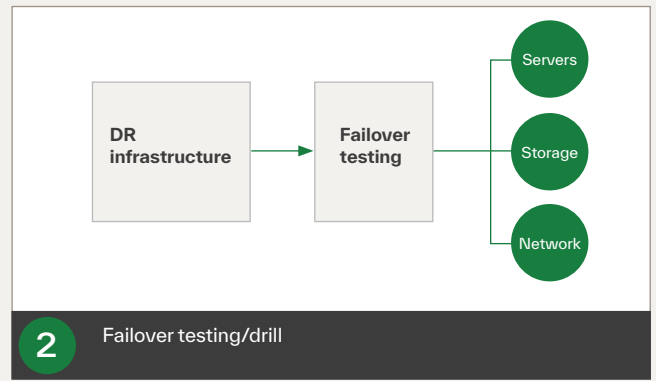 DR
infrastructure
Failover
testing
Servers
Storage
Network
2
Failover testing/drill